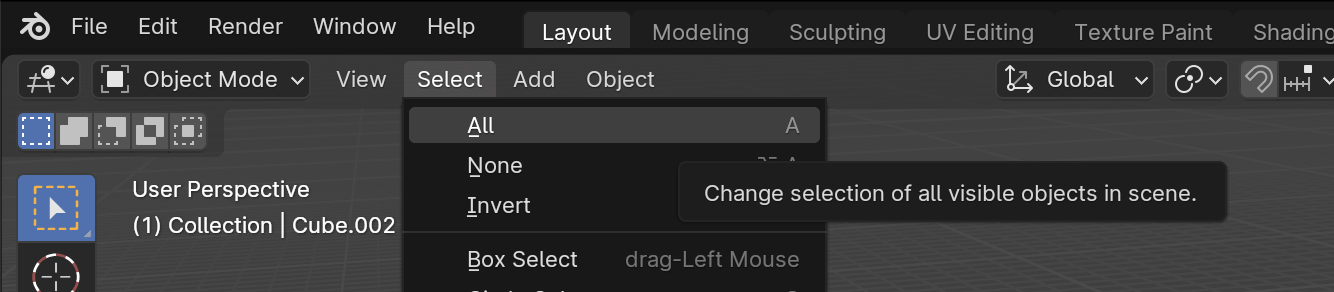 File Edit Render Window Help Layout Modeling Sculpting UV Editing Texture Paint Shading
Object Mode View Select Add Object Global
All A
None
Change selection of all visible objects in scene.
Invert
User Perspective
(1) Collection | Cube.002
Box Select drag-Left Mouse